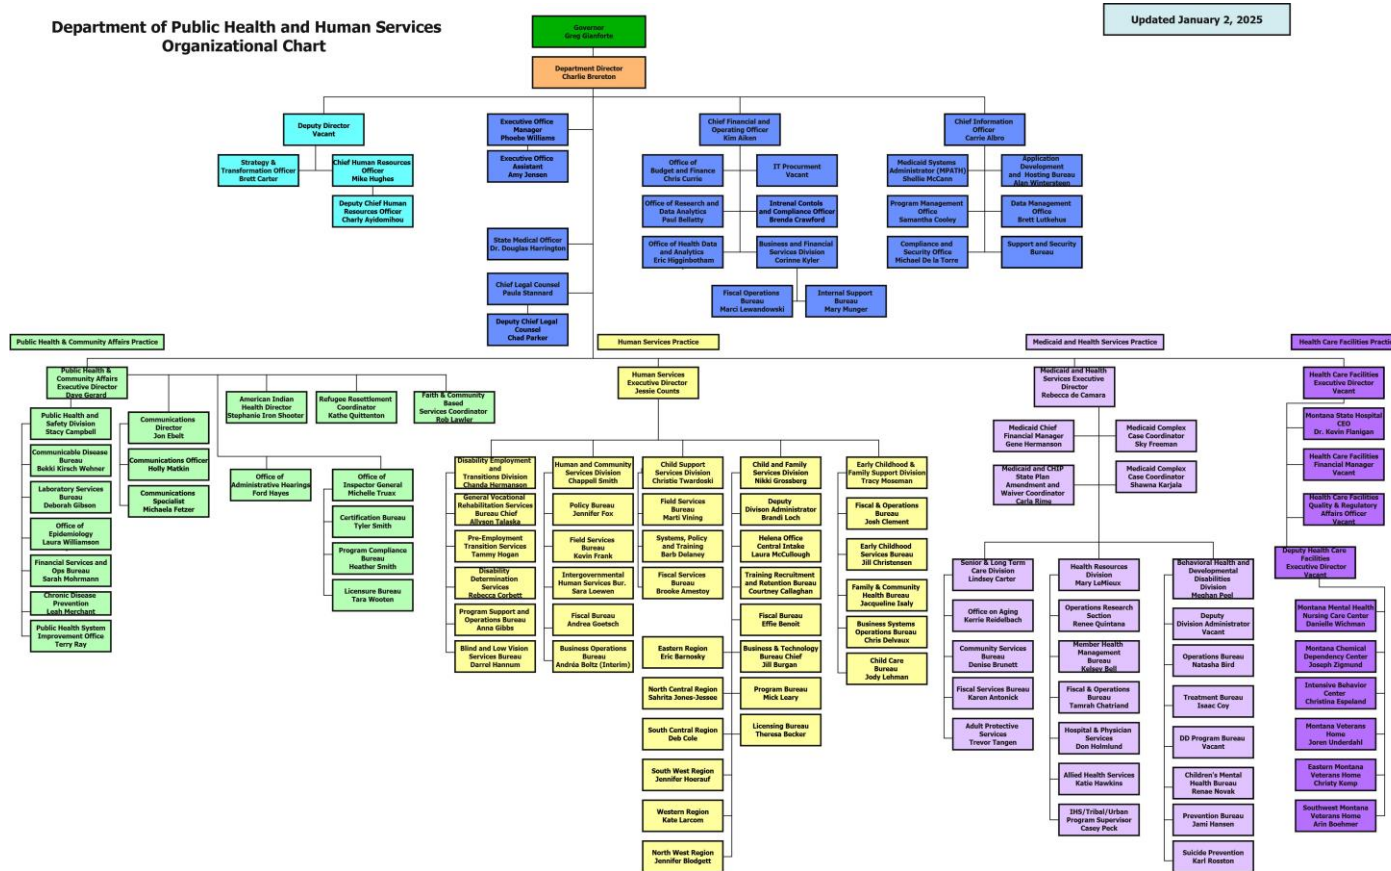 Department of Public Health and Human Services
Organizational Chart
Updated January 2, 2025
Governor
Greg Gianforte
Department Director
Charlie Brereton
Deputy Director
Vacant
Strategy &
Transformation Officer
Brett Carter
Chief Human Resources
Officer
Mike Hughes
Deputy Chief Human
Resources Officer
Charly Ayidomihou
Executive Office
Manager
Phoebe Williams
Executive Office
Assistant
Amy Jensen
State Medical Officer
Dr. Douglas Harrington
Chief Legal Counsel
Paula Stannard
Deputy Chief Legal
Counsel
Chad Parker
Chief Financial and
Operating Officer
Kim Aiken
Office of
Budget and Finance
Chris Currie
IT Procurment
Vacant
Office of Research and
Data Analytics
Paul Bellatty
Intrenal Contols
and Compliance Officer
Brenda Crawford
Office of Health Data
and Analytics
Eric Higginbotham
Business and Financial
Services Division
Corinne Kyler
Fiscal Operations
Bureau
Marci Lewandowski
Internal Support
Bureau
Mary Munger
Chief Information
Officer
Carrie Albro
Medicaid Systems
Administrator (MPATH)
Shellie McCann
Application
Development
and Hosting Bureau
Alan Wintersteen
Program Management
Office
Samantha Cooley
Data Management
Office
Brett Lutkehus
Compliance and
Security Office
Michael De la Torre
Support and Security
Bureau
Public Health & Community Affairs Practice
Human Services Practice
Medicaid and Health Services Practice
Health Care Facilities Practi
Public Health &
Community Affairs
Executive Director
Dave Gerard
Public Health and
Safety Division
Stacy Campbell
Communicable Disease
Bureau
Bekki Kirsch Wehner
Laboratory Services
Bureau
Deborah Gibson
Office of
Epidemiology
Laura Williamson
Financial Services and
Ops Bureau
Sarah Mohrmann
Chronic Disease
Prevention
Leah Merchant
Public Health System
Improvement Office
Terry Ray
Communications
Director
Jon Ebelt
Communications Officer
Holly Matkin
Communications
Specialist
Michaela Fetzer
American Indian
Health Director
Stephanie Iron Shooter
Refugee Resettlement
Coordinator
Kathe Quittenton
Faith & Community
Based
Services Coordinator
Rob Lawler
Office of
Administrative Hearings
Ford Hayes
Office of
Inspector General
Michelle Truax
Certification Bureau
Tyler Smith
Program Compliance
Bureau
Heather Smith
Licensure Bureau
Tara Wooten
Human Services
Executive Director
Jessie Counts
Disability Employment
and
Transitions Division
Chanda Hermanson
General Vocational
Rehabilitation Services
Bureau Chief
Allyson Talaska
Pre-Employment
Transition Services
Tammy Hogan
Disability
Determination
Services
Rebecca Corbett
Program Support and
Operations Bureau
Anna Gibbs
Blind and Low Vision
Services Bureau
Darrel Hannum
Human and Community
Services Division
Chappell Smith
Policy Bureau
Jennifer Fox
Field Services
Bureau
Kevin Frank
Intergovernmental
Human Services Bur.
Sara Loewen
Fiscal Bureau
Andrea Goetsch
Business Operations
Bureau
Andréa Boltz (Interim)
Child Support
Services Division
Christie Twardoski
Field Services
Bureau
Marti Vining
Systems, Policy
and Training
Barb Delaney
Fiscal Services
Bureau
Brooke Amestoy
Child and Family
Services Division
Nikki Grossberg
Deputy
Divison Administrator
Brandi Loch
Helena Office
Central Intake
Laura McCullough
Training Recruitment
and Retention Bureau
Courtney Callaghan
Fiscal Bureau
Effie Benoit
Eastern Region
Eric Barnosky
Business & Technology
Bureau Chief
Jill Burgan
North Central Region
Sahrita Jones-Jessee
Program Bureau
Mick Leary
South Central Region
Deb Cole
Licensing Bureau
Theresa Becker
South West Region
Jennifer Hoerauf
Western Region
Kate Larcom
North West Region
Jennifer Blodgett
Early Childhood &
Family Support Division
Tracy Moseman
Fiscal & Operations
Bureau
Josh Clement
Early Childhood
Services Bureau
Jill Christensen
Family & Community
Health Bureau
Jacqueline Isaly
Business Systems
Operations Bureau
Chris Delvaux
Child Care
Bureau
Jody Lehman
Medicaid and Health
Services Executive
Director
Rebecca de Camara
Medicaid Chief
Financial Manager
Gene Hermanson
Medicaid Complex
Case Coordinator
Sky Freeman
Medicaid and CHIP
State Plan
Amendment and
Waiver Coordinator
Carla Rime
Medicaid Complex
Case Coordinator
Shawna Karjala
Senior & Long Term
Care Division
Lindsey Carter
Office on Aging
Kerrie Reidelbach
Community Services
Bureau
Denise Brunett
Fiscal Services Bureau
Karen Antonick
Adult Protective
Services
Trevor Tangen
Health Resources
Division
Mary LeMieux
Operations Research
Section
Renee Quintana
Member Health
Management
Bureau
Kelsey Bell
Fiscal & Operations
Bureau
Tamrah Chatriand
Hospital & Physician
Services
Don Holmlund
Allied Health Services
Katie Hawkins
IHS/Tribal/Urban
Program Supervisor
Casey Peck
Behavioral Health and
Developmental
Disabilities
Division
Meghan Peel
Deputy
Division Administrator
Vacant
Operations Bureau
Natasha Bird
Treatment Bureau
Isaac Coy
DD Program Bureau
Vacant
Children's Mental
Health Bureau
Renae Novak
Prevention Bureau
Jami Hansen
Suicide Prevention
Karl Rosston
Health Care Facilities
Executive Director
Vacant
Montana State Hospital
CEO
Dr. Kevin Flanigan
Health Care Facilities
Financial Manager
Vacant
Health Care Facilities
Quality & Regulatory
Affairs Officer
Vacant
Deputy Health Care
Facilities
Executive Director
Vacant
Montana Mental Health
Nursing Care Center
Danielle Wichman
Montana Chemical
Dependency Center
Joseph Zigmund
Intensive Behavior
Center
Christina Espeland
Montana Veterans
Home
Joren Underdahl
Eastern Montana
Veterans Home
Christy Kemp
Southwest Montana
Veterans Home
Arin Boehmer